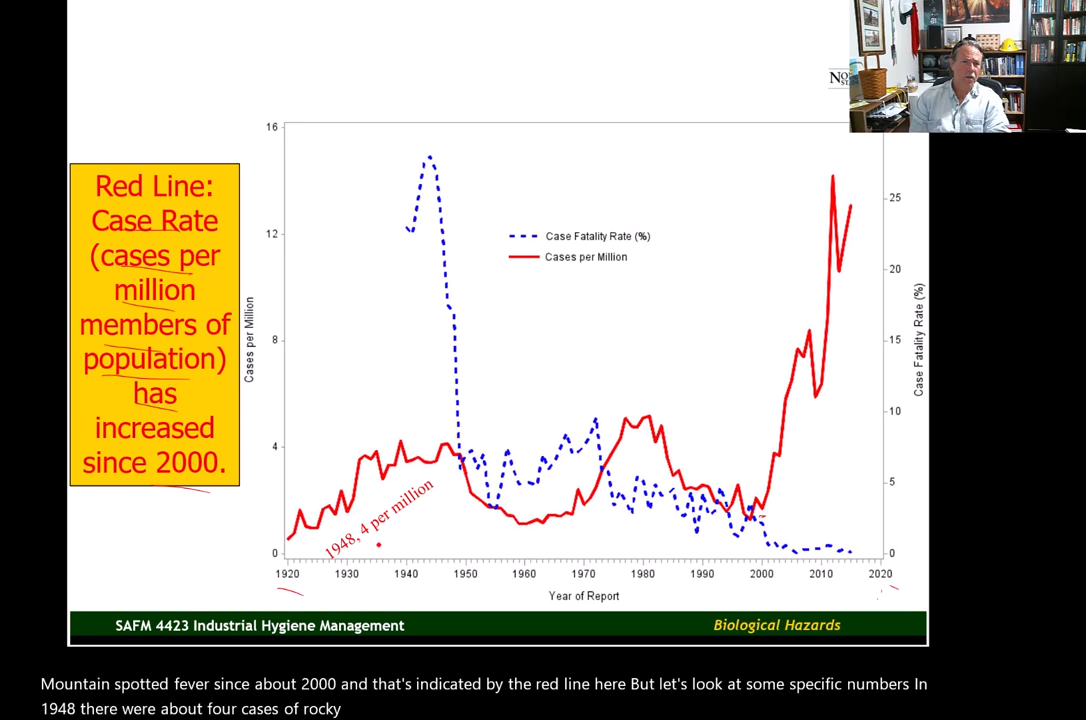 No
16
Red Line:
Case Rate
(cases per
million
members of
population)
has
increased
since 2000.
Cases per Million
12
8
4
0
Case Fatality Rate (%)
Cases per Million
25
20
15
10
5
0
Case Fatality Rate (%)
1948, 4 per million
1920 1930 1940 1950 1960 1970 1980 1990 2000 2010 2020
Year of Report
SAFM 4423 Industrial Hygiene Management Biological Hazards
Mountain spotted fever since about 2000 and that's indicated by the red line here But let's look at some specific numbers In
1948 there were about four cases of rocky